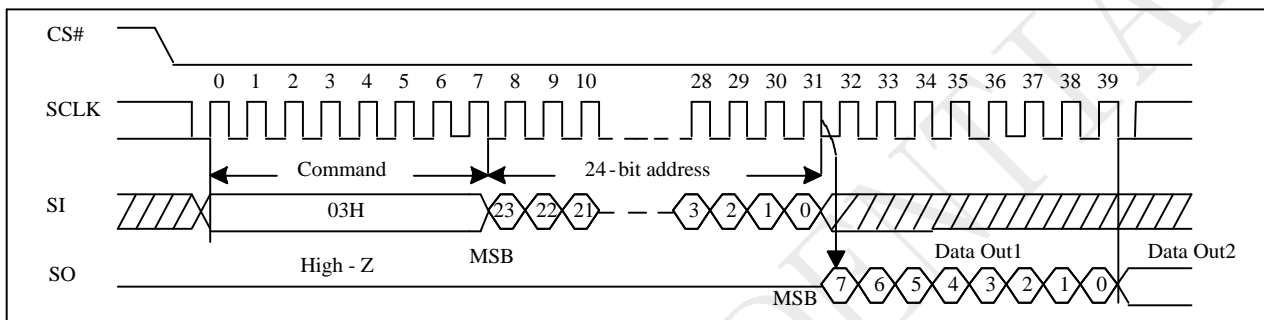 CS#
0 1 2 3 4 5 6 7 8 9 10 28 29 30 31 32 33 34 35 36 37 38 39
SCLK
Command 24-bit address
SI 03H 23 22 21 3 2 1 0
MSB
High - Z Data Out1 Data Out2
SO 7 6 5 4 3 2 1 0
MSB